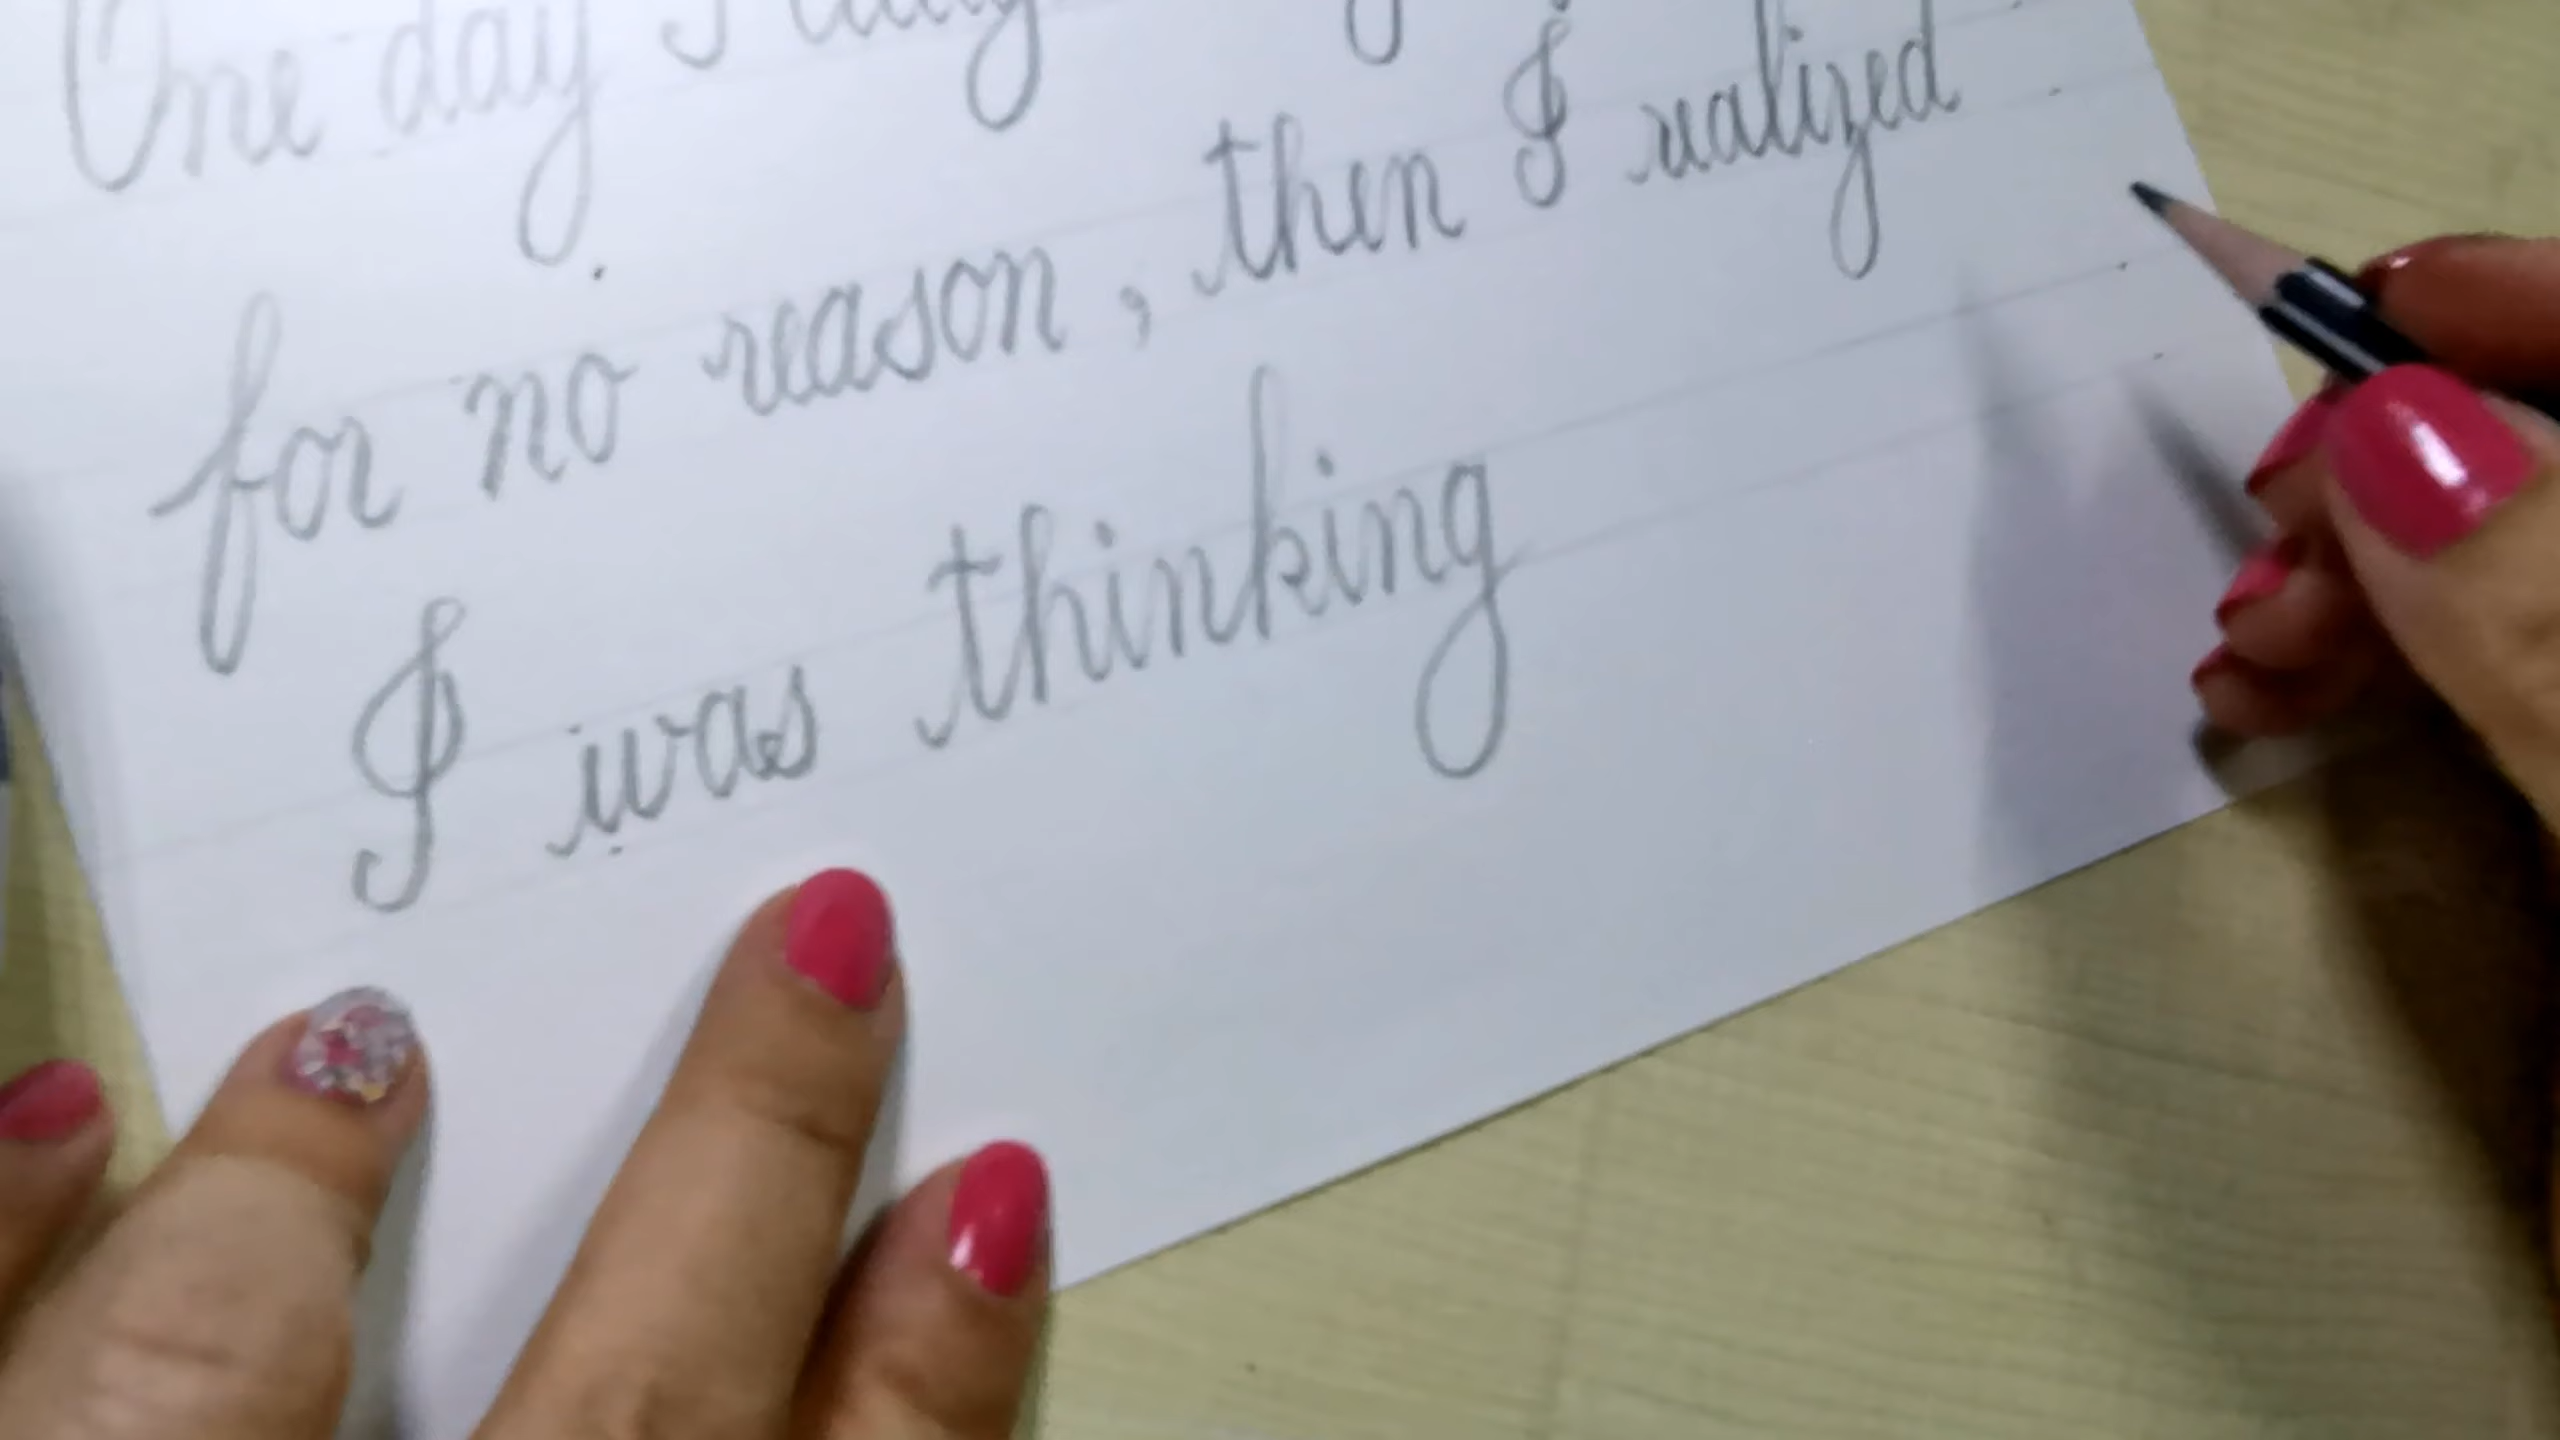 One day I
for no reason, then I realized
I was thinking